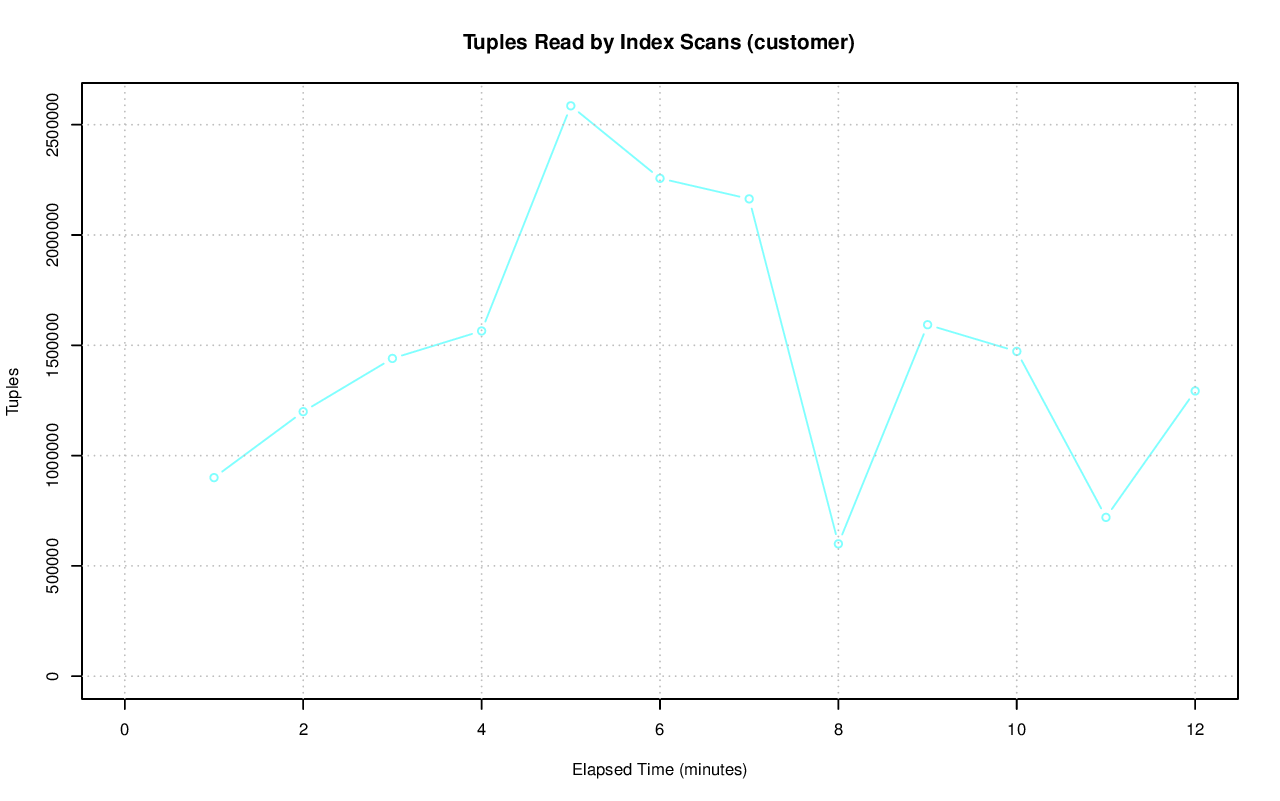 Tuples Read by Index Scans (customer)
Tuples
2500000
2000000
1500000
1000000
500000
0
0 2 4 6 8 10 12
Elapsed Time (minutes)